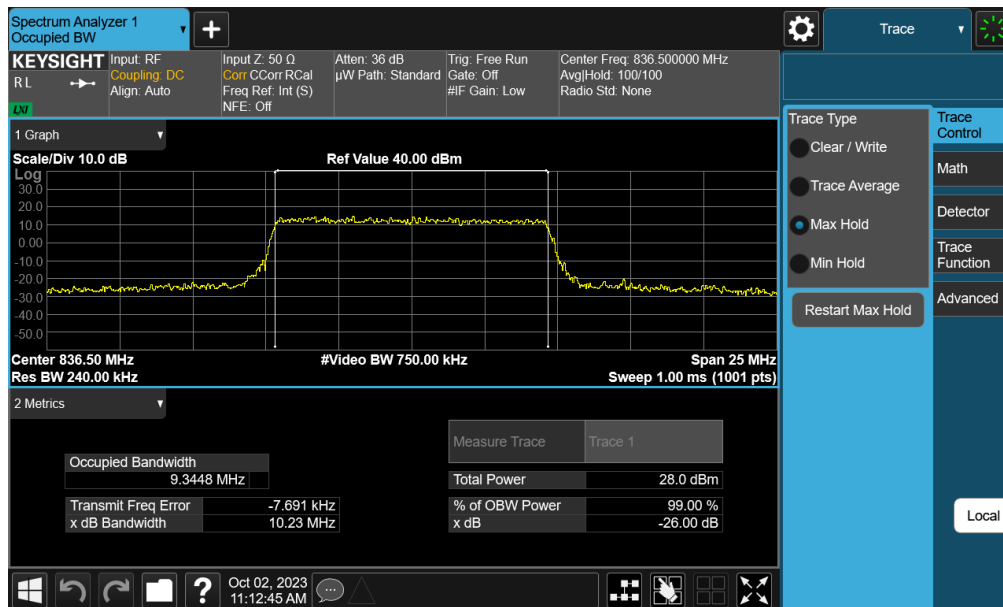 Spectrum Analyzer 1
Occupied BW
Trace
KEYSIGHT
R L
LXI
Input: RF
Coupling: DC
Align: Auto
Input Z: 50 Ω
Corr CCorr RCal
Freq Ref: Int (S)
NFE: Off
Atten: 36 dB
µW Path: Standard
Trig: Free Run
Gate: Off
#IF Gain: Low
Center Freq: 836.500000 MHz
Avg|Hold: 100/100
Radio Std: None
1 Graph
Scale/Div 10.0 dB
Ref Value 40.00 dBm
Log
30.0
20.0
10.0
0.00
-10.0
-20.0
-30.0
-40.0
-50.0
Center 836.50 MHz
#Video BW 750.00 kHz
Span 25 MHz
Res BW 240.00 kHz
Sweep 1.00 ms (1001 pts)
2 Metrics
Measure Trace
Trace 1
Occupied Bandwidth
9.3448 MHz
Total Power
28.0 dBm
Transmit Freq Error
-7.691 kHz
% of OBW Power
99.00 %
x dB Bandwidth
10.23 MHz
x dB
-26.00 dB
Trace Type
Clear / Write
Trace Average
Max Hold
Min Hold
Restart Max Hold
Trace
Control
Math
Detector
Trace
Function
Advanced
Local
?
Oct 02, 2023
11:12:45 AM